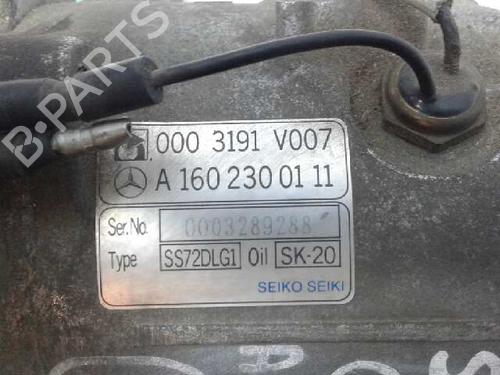 B-PARTS
000 3191 V007
A 160 230 01 11
Ser.No. 0003289288
Type SS72DLG1 Oil SK-20
SEIKO SEIKI